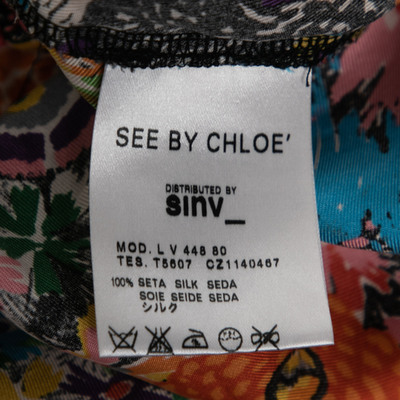 SEE BY CHLOE'
DISTRIBUTED BY
sinv_
MOD. L V 448 80
TES. T5607 CZ1140467
100% SETA SILK SEDA
SOIE SEIDE SEDA
シルク